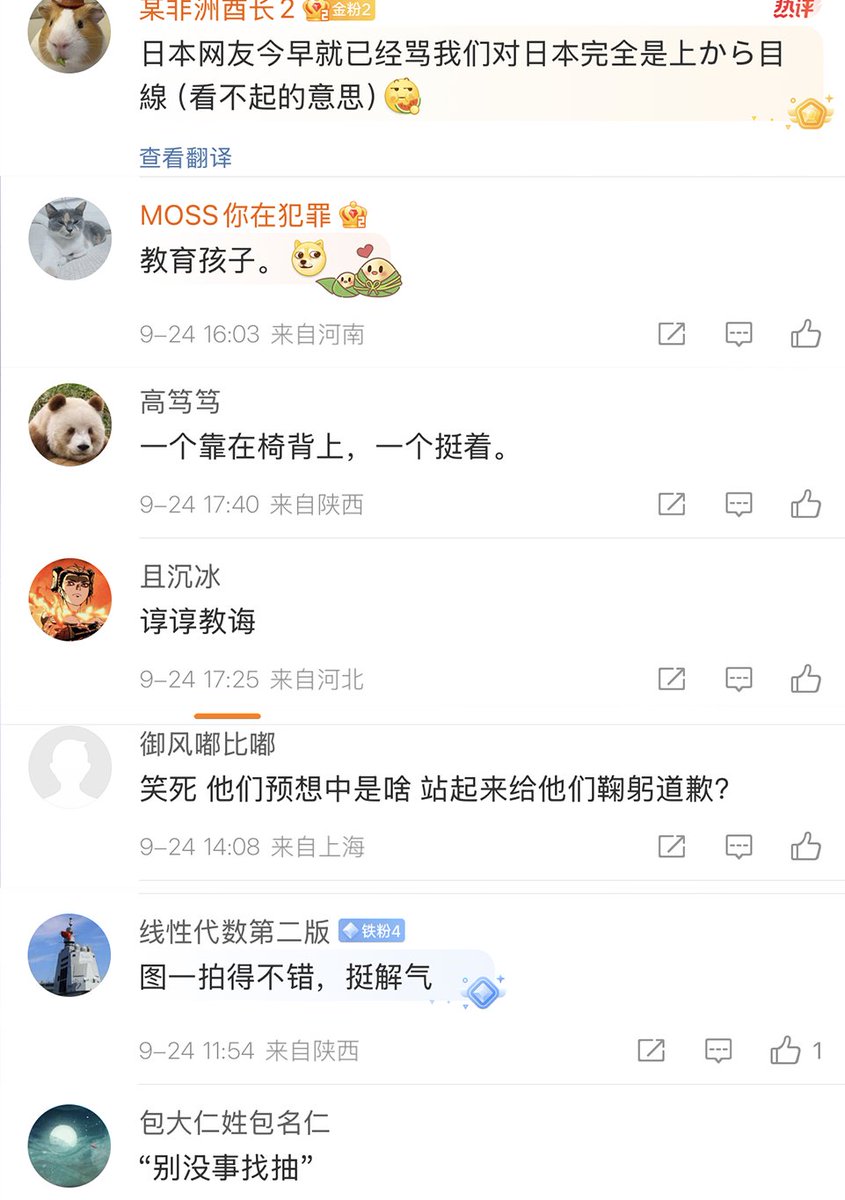 某非洲酋长2 金粉2
热评
日本网友今早就已经骂我们对日本完全是上から目
線（看不起的意思）
查看翻译
MOSS你在犯罪
教育孩子。
9-24 16:03 来自河南
高笃笃
一个靠在椅背上，一个挺着。
9-24 17:40 来自陕西
且沉冰
谆谆教诲
9-24 17:25 来自河北
御风嘟比嘟
笑死 他们预想中是啥 站起来给他们鞠躬道歉？
9-24 14:08 来自上海
线性代数第二版 铁粉4
图一拍得不错，挺解气
9-24 11:54 来自陕西
1
包大仁姓包名仁
“别没事找抽”